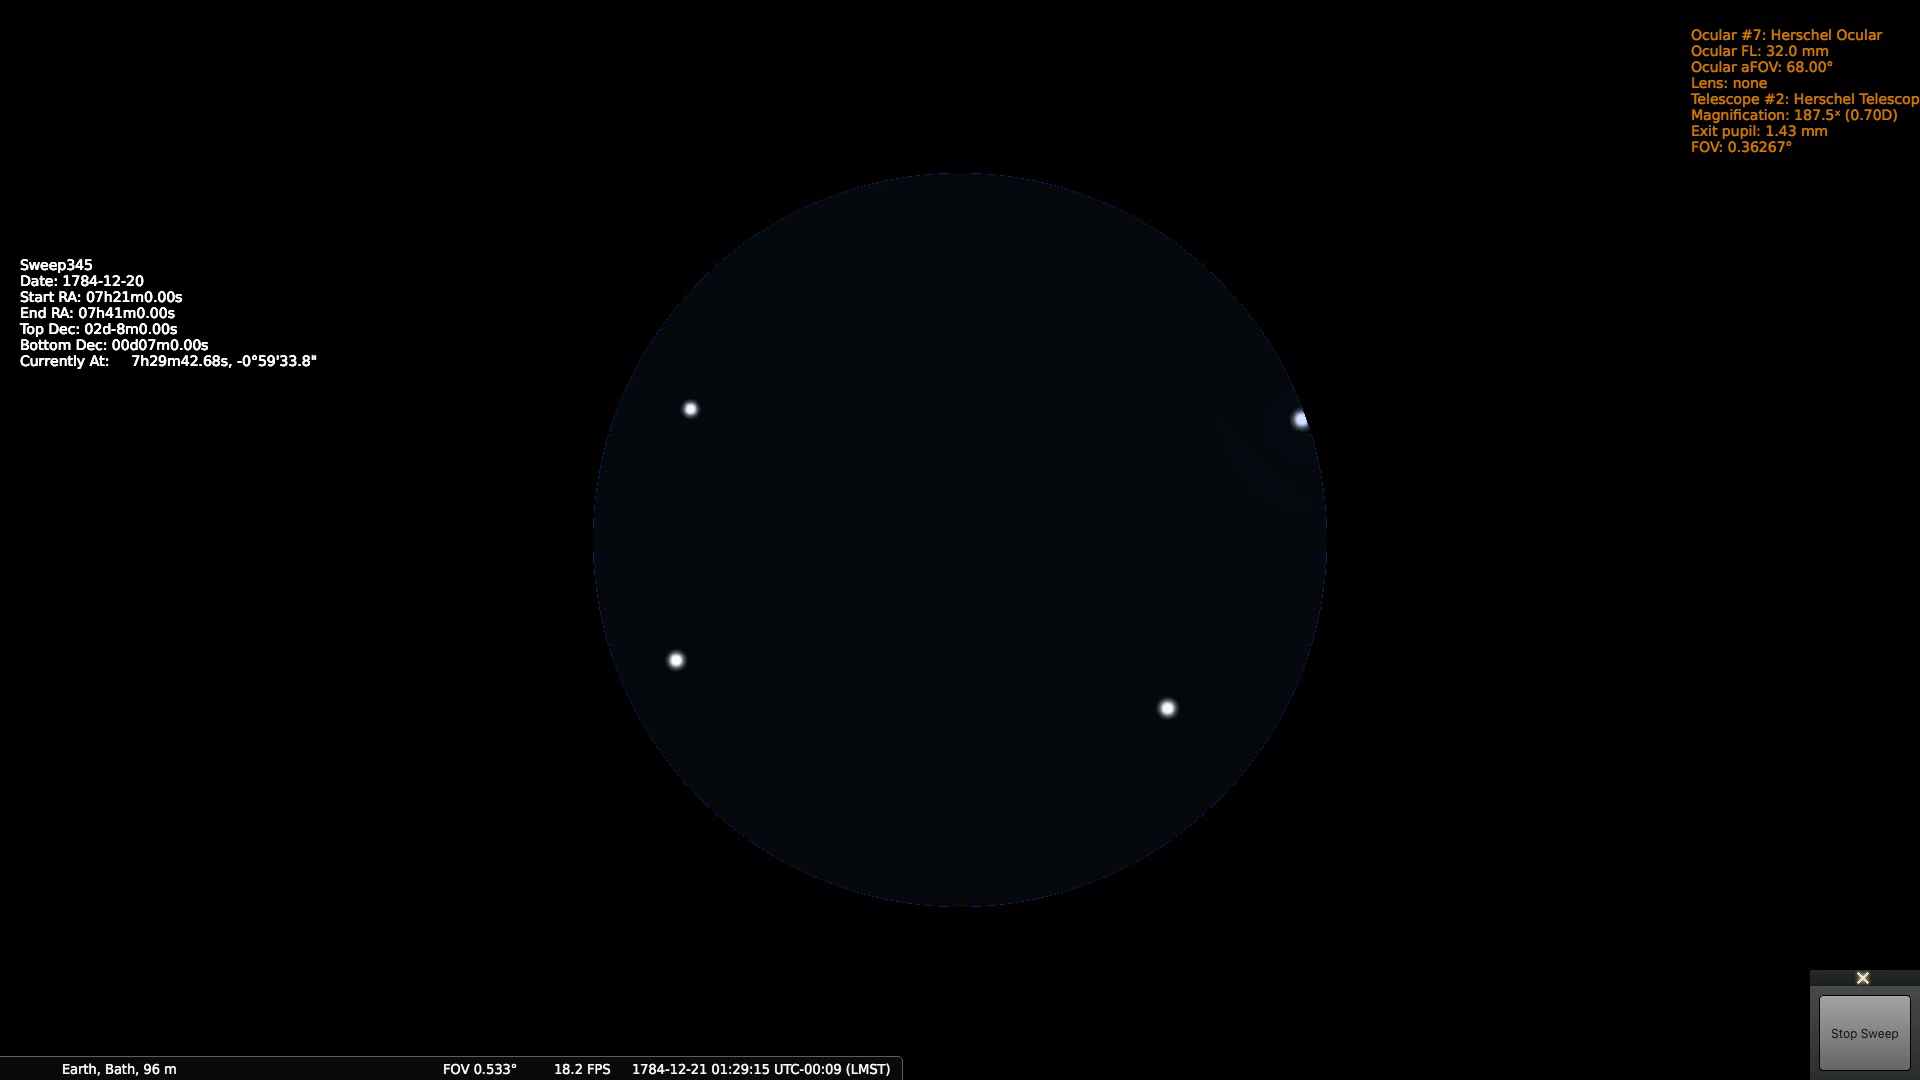 Ocular #7: Herschel Ocular
Ocular FL: 32.0 mm
Ocular aFOV: 68.00°
Lens: none
Telescope #2: Herschel Telescop
Magnification: 187.5ˣ (0.70D)
Exit pupil: 1.43 mm
FOV: 0.36267°
Sweep345
Date: 1784-12-20
Start RA: 07h21m0.00s
End RA: 07h41m0.00s
Top Dec: 02d-8m0.00s
Bottom Dec: 00d07m0.00s
Currently At: 7h29m42.68s, -0°59'33.8"
Stop Sweep
Earth, Bath, 96 m FOV 0.533° 18.2 FPS 1784-12-21 01:29:15 UTC-00:09 (LMST)